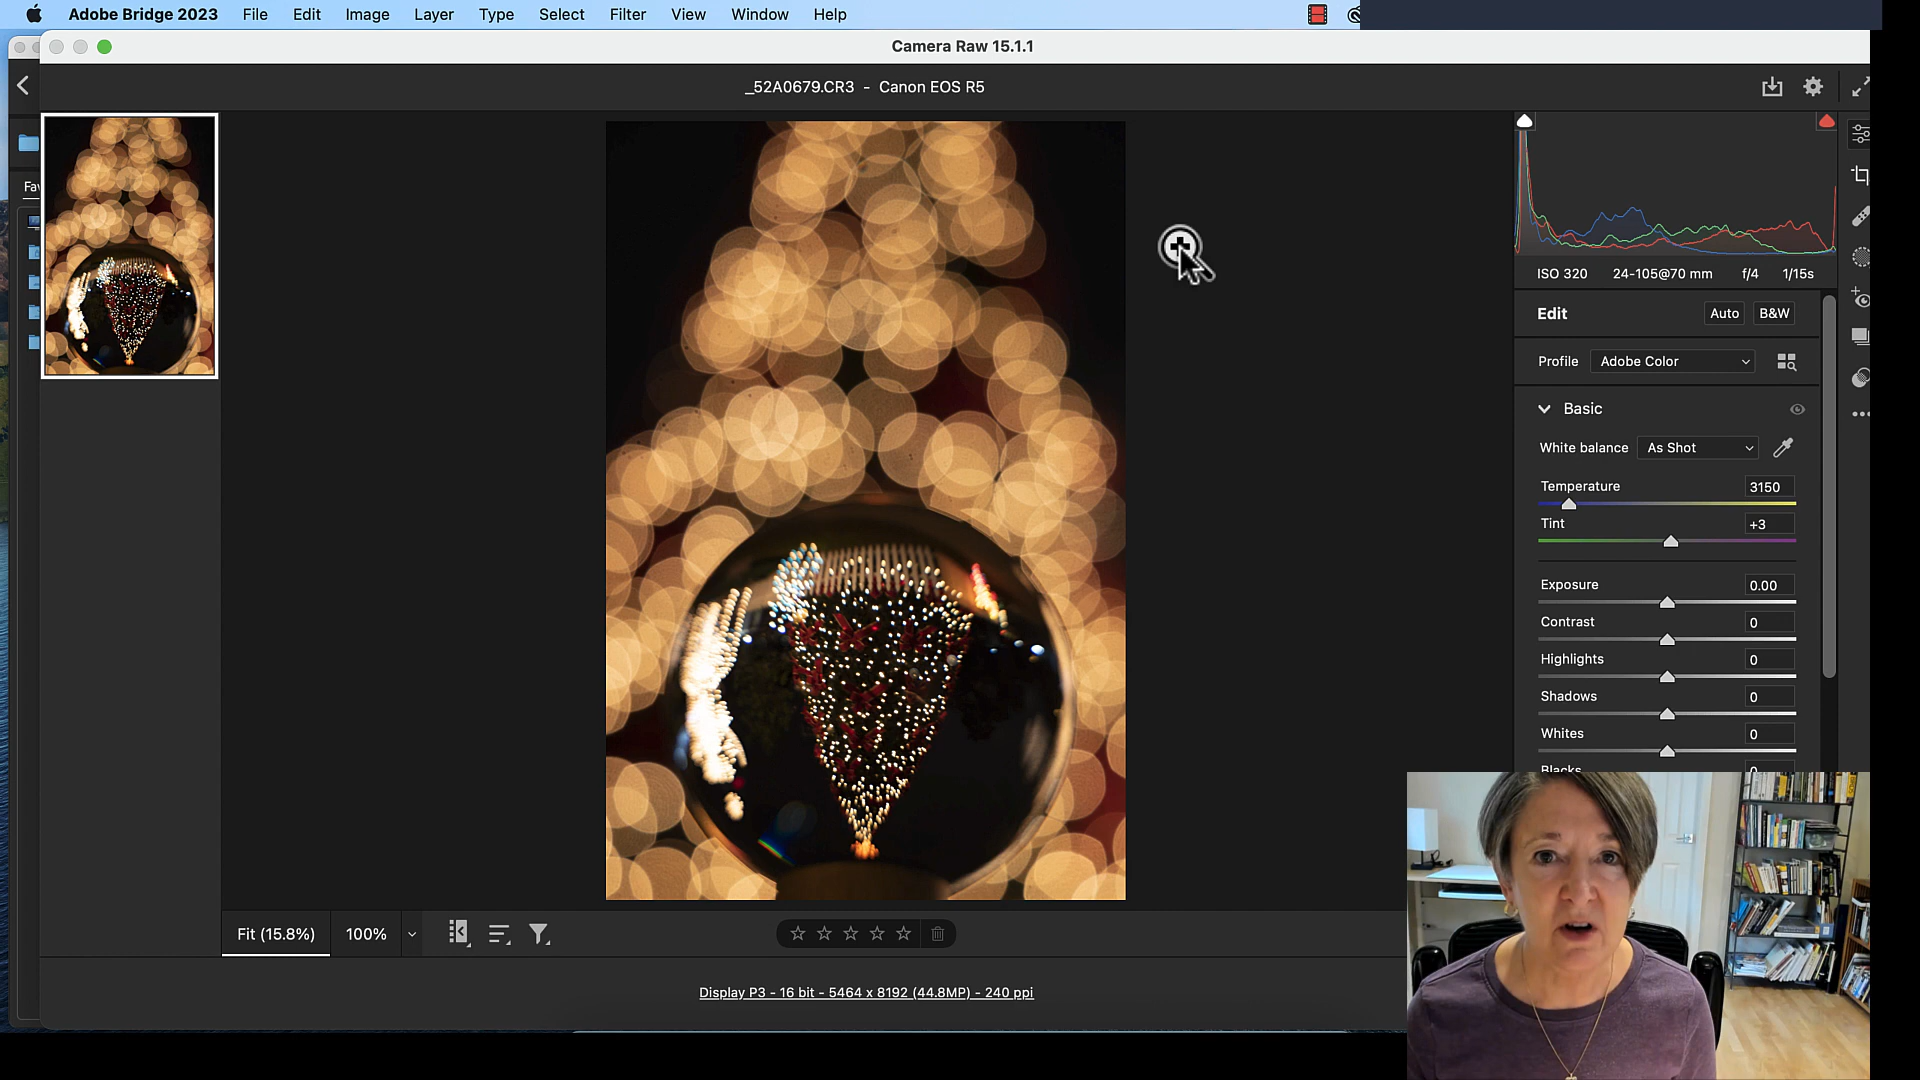 Adobe Bridge 2023 File Edit Image Layer Type Select Filter View Window Help
Camera Raw 15.1.1
_52A0679.CR3 - Canon EOS R5
Fav
ISO 320 24-105@70 mm f/4 1/15s
Edit Auto B&W
Profile Adobe Color
Basic
White balance As Shot
Temperature 3150
Tint +3
Exposure 0.00
Contrast 0
Highlights 0
Shadows 0
Whites 0
Blacks 0
Fit (15.8%) 100%
Display P3 - 16 bit - 5464 x 8192 (44.8MP) - 240 ppi